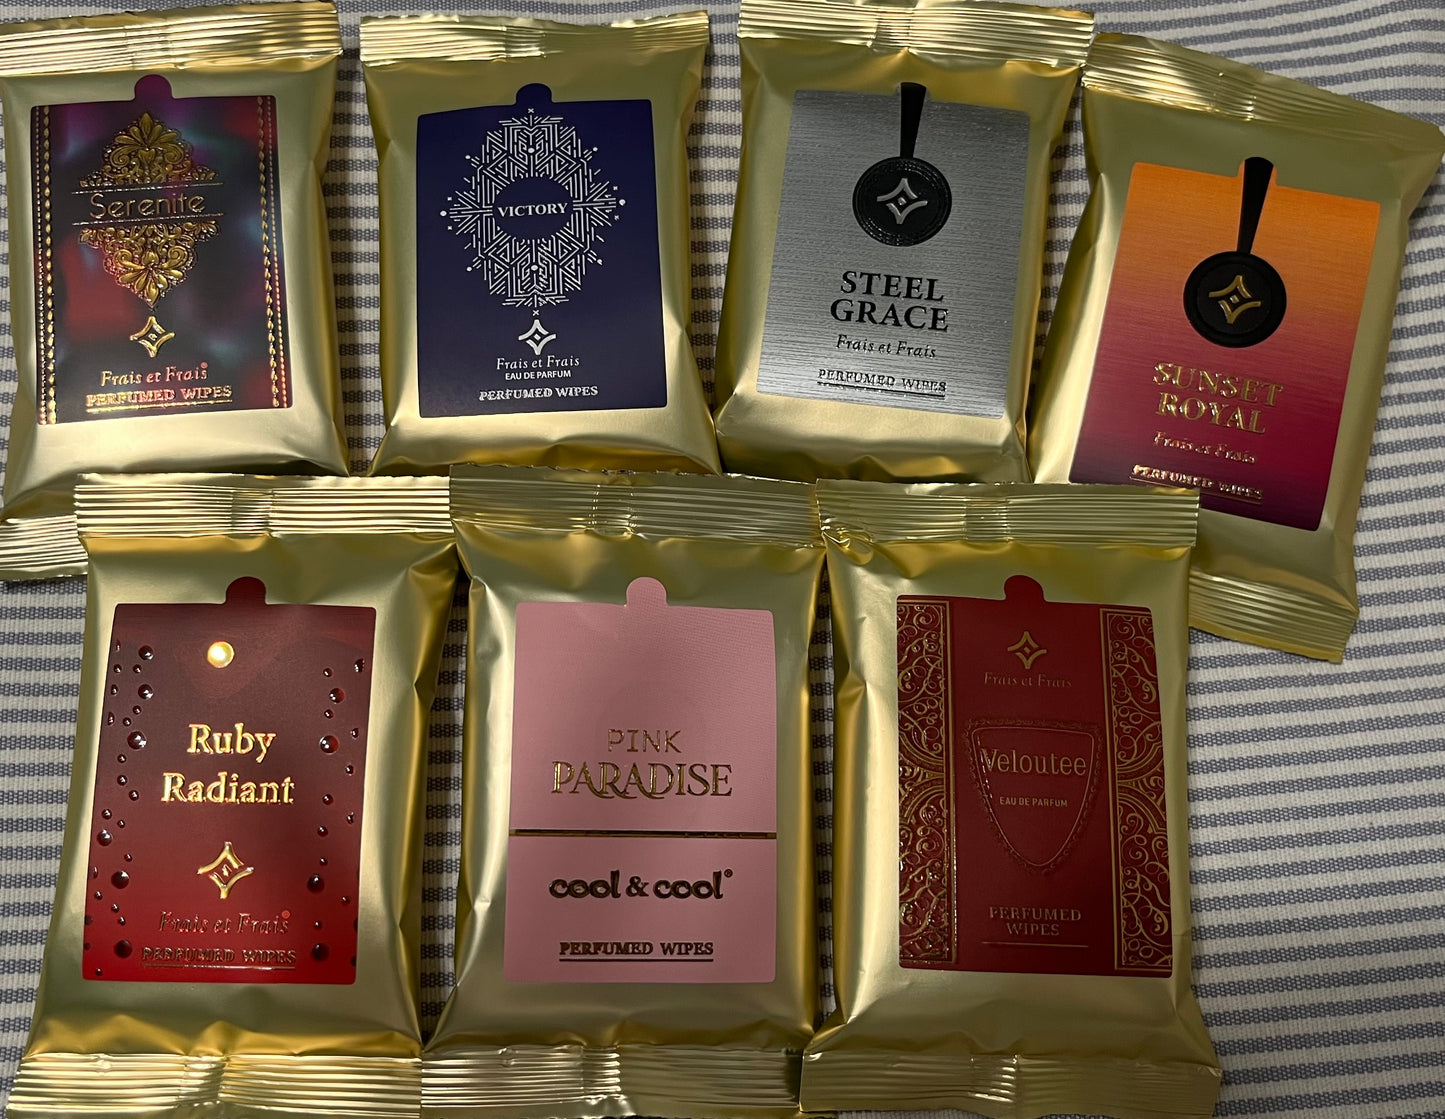 Serenite
Frais et Frais
PERFUMED WIPES
VICTORY
Frais et Frais
EAU DE PARFUM
PERFUMED WIPES
STEEL
GRACE
Frais et Frais
PERFUMED WIPES
SUNSET
ROYAL
Frais et Frais
PERFUMED WIPES
Ruby
Radiant
Frais et Frais
PERFUMED WIPES
PINK
PARADISE
cool & cool®
PERFUMED WIPES
Frais et Frais
Veloutee
EAU DE PARFUM
PERFUMED
WIPES